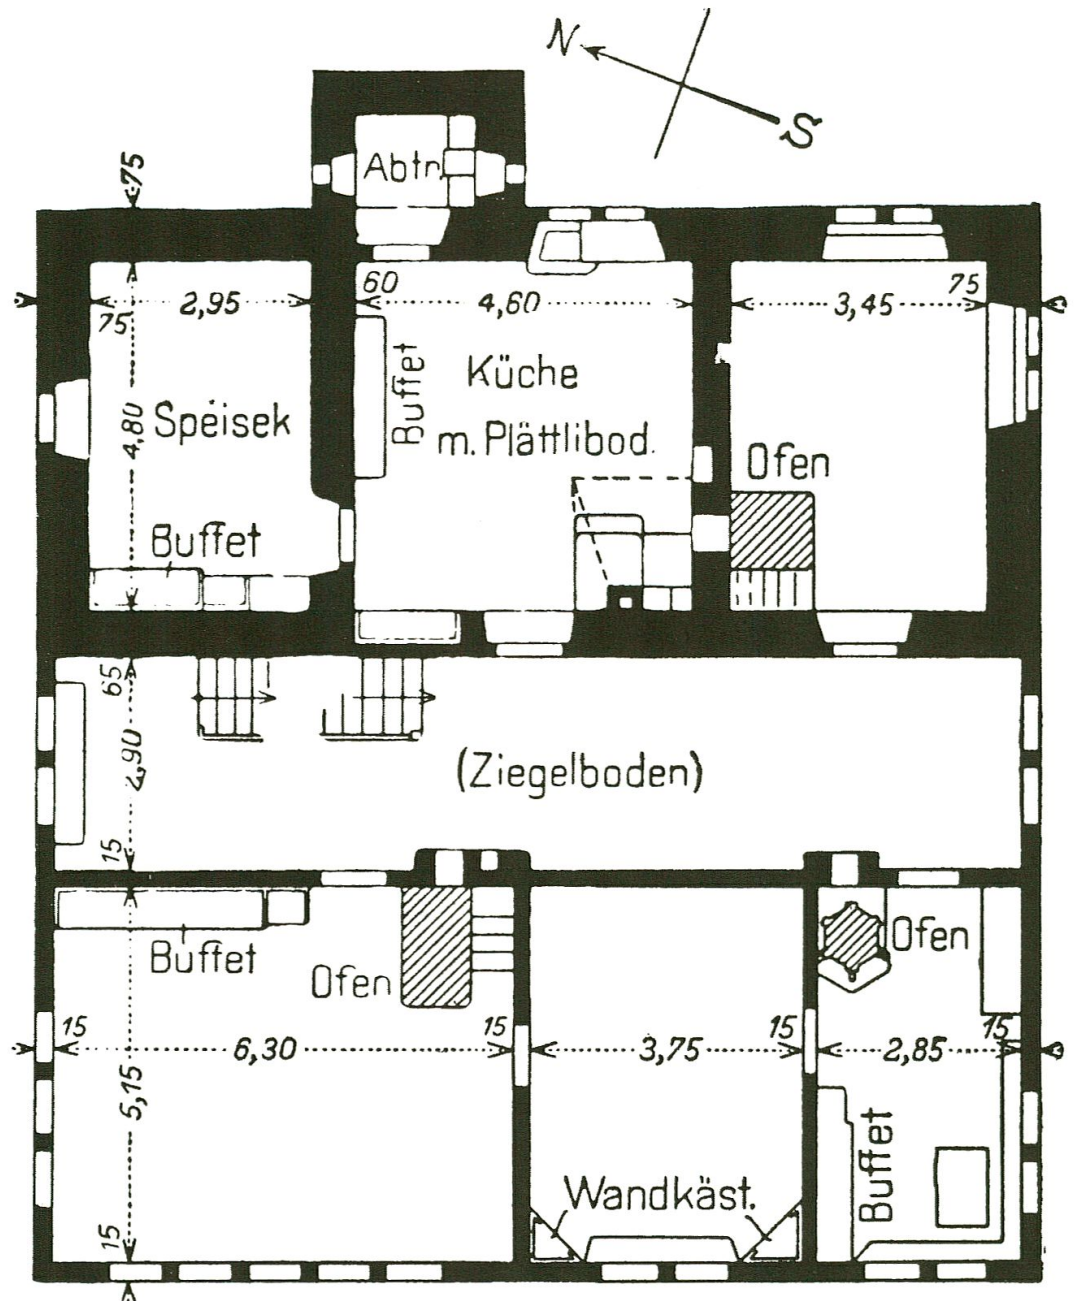 N
S
75
Abtr.
60
75
2,95
4,60
3,45
75
Buffet
Küche
4,80
Speisek
m. Plättlibod.
Ofen
Buffet
65
2,90
(Ziegelboden)
15
Buffet
Ofen
Ofen
15
15
15
15
6,30
3,75
2,85
5,15
Buffet
Wandkäst.
15